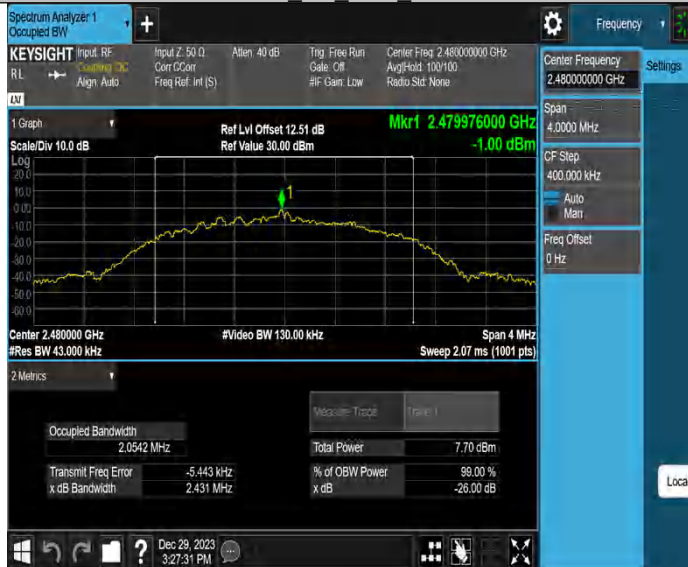 Spectrum Analyzer 1
Occupied BW
Frequency
KEYSIGHT Input: RF
Coupling: DC
Align: Auto
RL
Input Z: 50 Ω
Corr CCorr
Freq Ref: Int (S)
Atten: 40 dB
Trig: Free Run
Gate: Off
#IF Gain: Low
Center Freq: 2.480000000 GHz
Avg|Hold: 100/100
Radio Std: None
1 Graph
Scale/Div 10.0 dB
Ref Lvl Offset 12.51 dB
Ref Value 30.00 dBm
Mkr1 2.479976000 GHz
-1.00 dBm
Log
20.0
10.0
0.00
-10.0
-20.0
-30.0
-40.0
-50.0
-60.0
1
Center 2.480000 GHz
#Res BW 43.000 kHz
#Video BW 130.00 kHz
Span 4 MHz
Sweep 2.07 ms (1001 pts)
2 Metrics
Measure Trace
Trace 1
Occupied Bandwidth
2.0542 MHz
Total Power
7.70 dBm
Transmit Freq Error
-5.443 kHz
% of OBW Power
99.00 %
x dB Bandwidth
2.431 MHz
x dB
-26.00 dB
Center Frequency
2.480000000 GHz
Settings
Span
4.0000 MHz
CF Step
400.000 kHz
Auto
Man
Freq Offset
0 Hz
Loca
Dec 29, 2023
3:27:31 PM